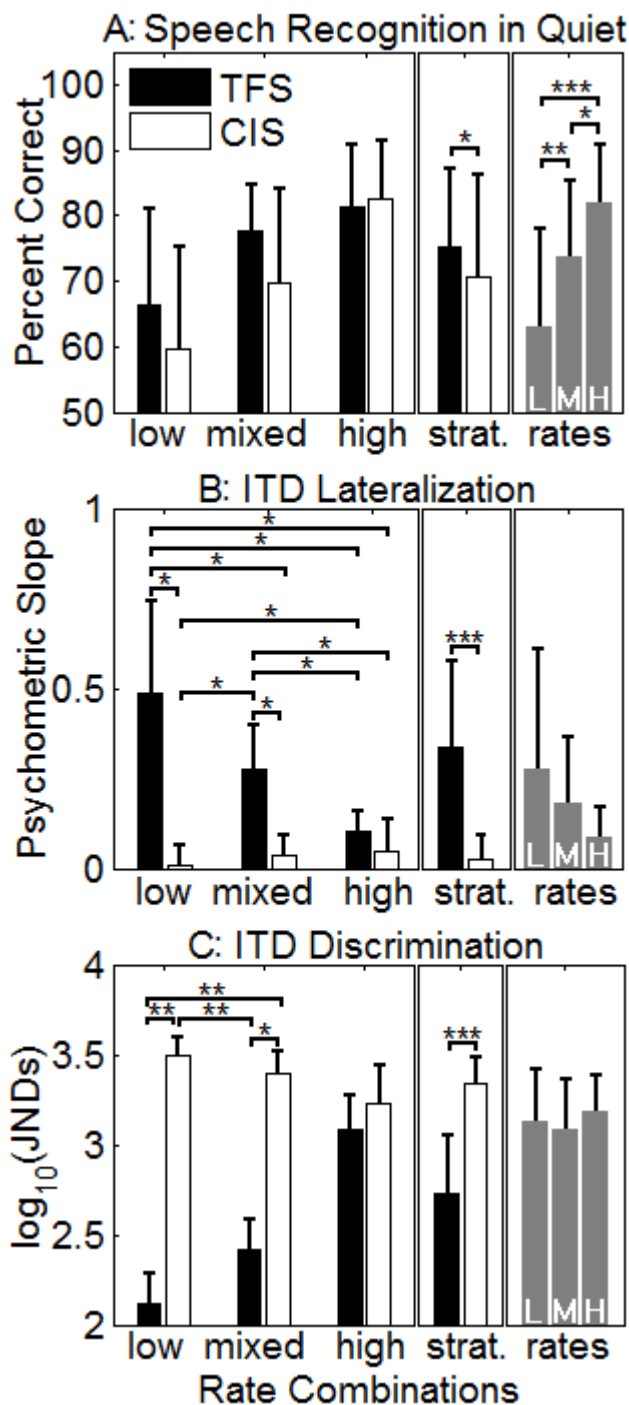 A: Speech Recognition in Quiet
Percent Correct
100
90
80
70
60
50
TFS
CIS
*
***
*
**
L M H
low mixed high strat. rates
B: ITD Lateralization
Psychometric Slope
1
0.5
0
*
*
*
*
*
*
*
*
*
***
L M H
low mixed high strat. rates
C: ITD Discrimination
log10(JNDs)
4
3.5
3
2.5
2
**
** **
*
***
L M H
low mixed high strat. rates
Rate Combinations